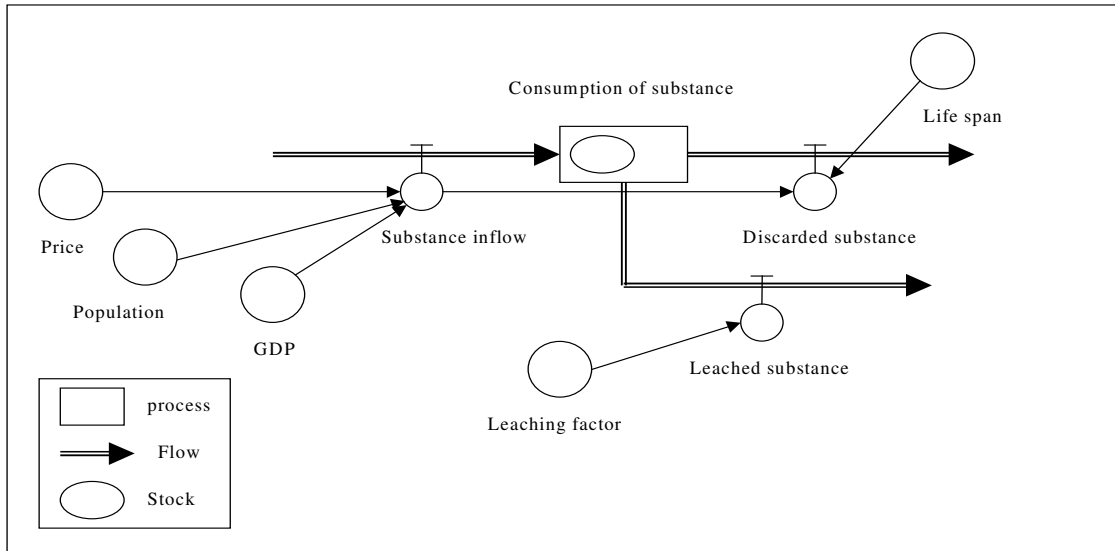 Consumption of substance
Life span
Price
Substance inflow
Discarded substance
Population
GDP
Leached substance
Leaching factor
process
Flow
Stock